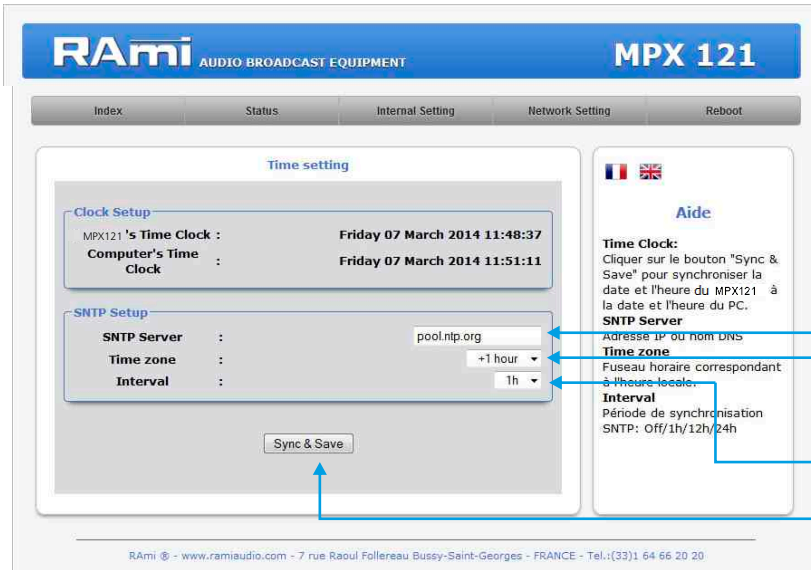 RAmi AUDIO BROADCAST EQUIPMENT MPX 121
Index Status Internal Setting Network Setting Reboot
Time setting
Clock Setup
MPX121 's Time Clock : Friday 07 March 2014 11:48:37
Computer's Time Clock : Friday 07 March 2014 11:51:11
SNTP Setup
SNTP Server : pool.ntp.org
Time zone : +1 hour
Interval : 1h
Sync & Save
Aide
Time Clock:
Cliquer sur le bouton "Sync &
Save" pour synchroniser la
date et l'heure du MPX121 à
la date et l'heure du PC.
SNTP Server
Adresse IP ou nom DNS
Time zone
Fuseau horaire correspondant
à l'heure locale.
Interval
Période de synchronisation
SNTP: Off/1h/12h/24h
RAmi ® - www.ramiaudio.com - 7 rue Raoul Follereau Bussy-Saint-Georges - FRANCE - Tel.:(33)1 64 66 20 20